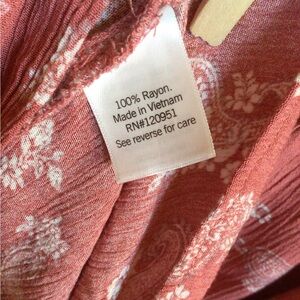 100% Rayon.
Made in Vietnam
RN#120951
See reverse for care